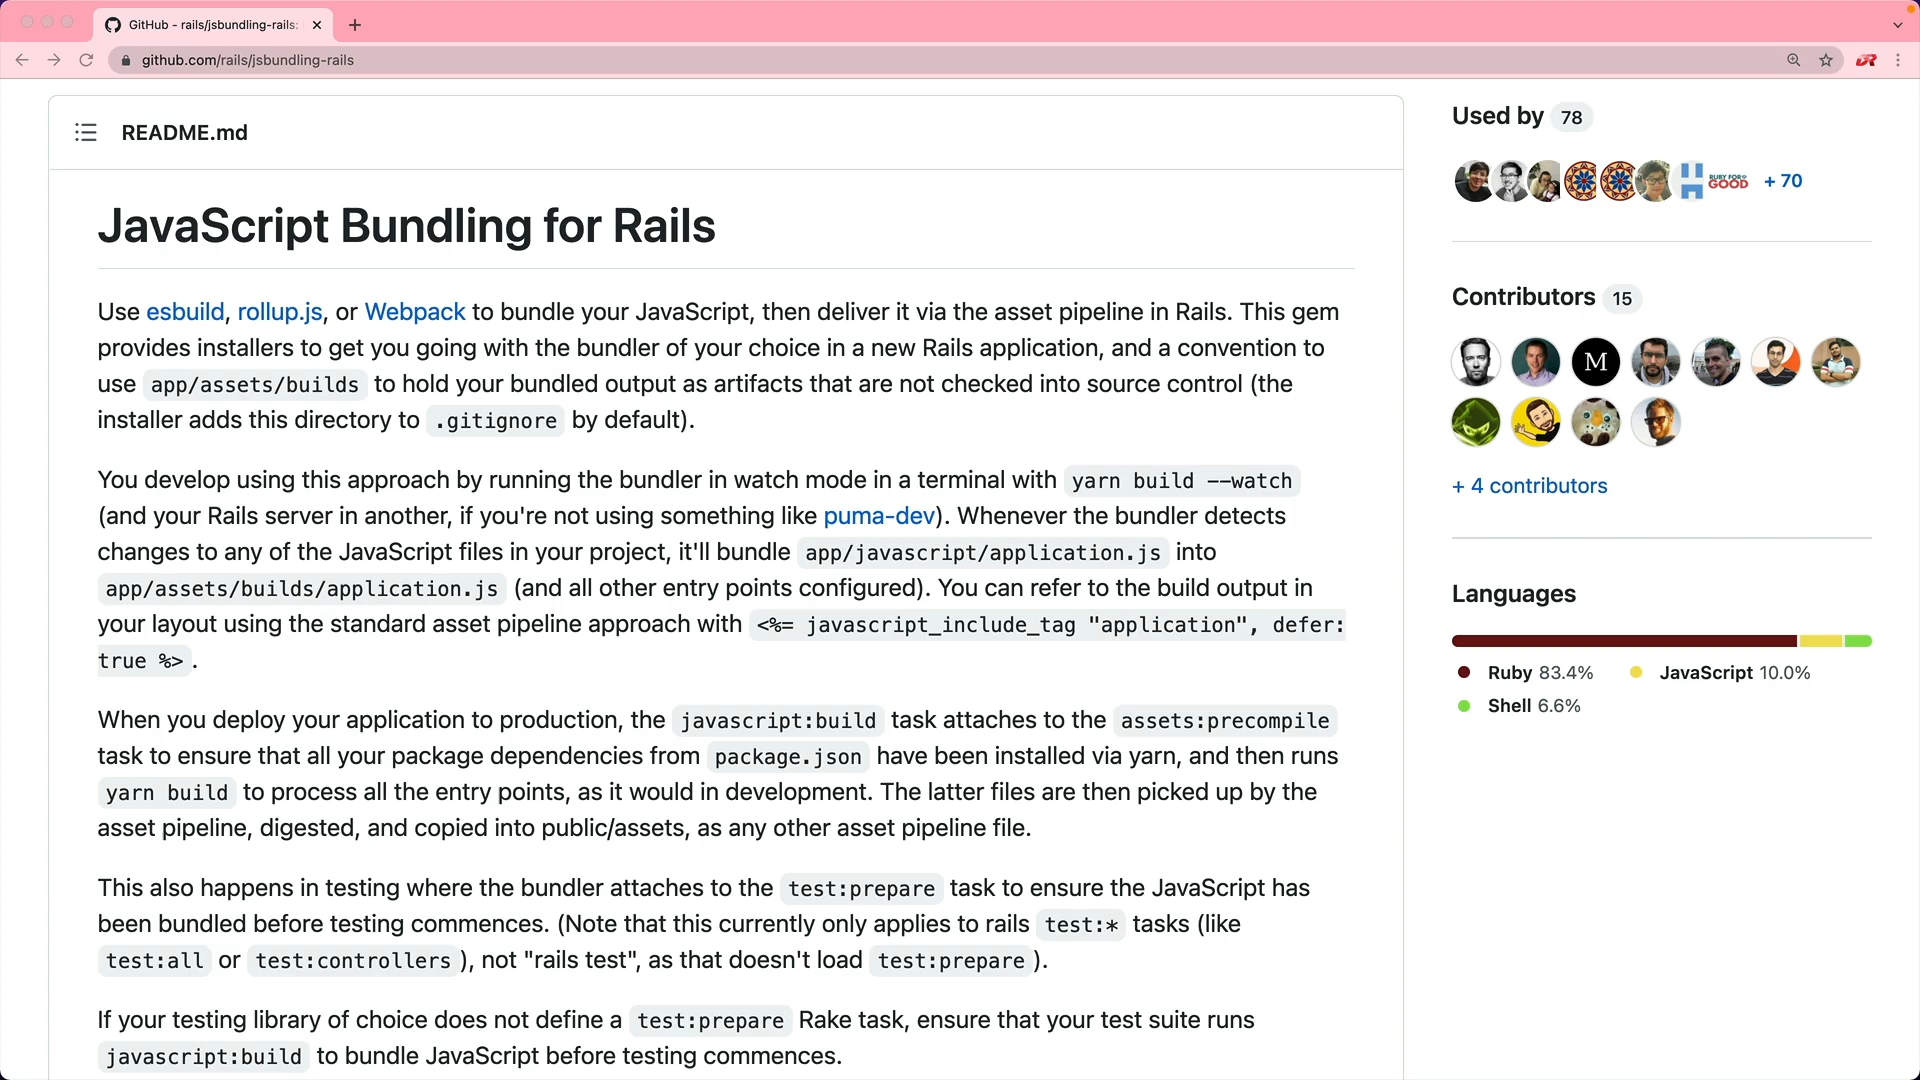 GitHub - rails/jsbundling-rails:
github.com/rails/jsbundling-rails
README.md
JavaScript Bundling for Rails
Use esbuild, rollup.js, or Webpack to bundle your JavaScript, then deliver it via the asset pipeline in Rails. This gem
provides installers to get you going with the bundler of your choice in a new Rails application, and a convention to
use app/assets/builds to hold your bundled output as artifacts that are not checked into source control (the
installer adds this directory to .gitignore by default).
You develop using this approach by running the bundler in watch mode in a terminal with yarn build --watch
(and your Rails server in another, if you're not using something like puma-dev). Whenever the bundler detects
changes to any of the JavaScript files in your project, it'll bundle app/javascript/application.js into
app/assets/builds/application.js (and all other entry points configured). You can refer to the build output in
your layout using the standard asset pipeline approach with <%= javascript_include_tag "application", defer:
true %>.
When you deploy your application to production, the javascript:build task attaches to the assets:precompile
task to ensure that all your package dependencies from package.json have been installed via yarn, and then runs
yarn build to process all the entry points, as it would in development. The latter files are then picked up by the
asset pipeline, digested, and copied into public/assets, as any other asset pipeline file.
This also happens in testing where the bundler attaches to the test:prepare task to ensure the JavaScript has
been bundled before testing commences. (Note that this currently only applies to rails test:* tasks (like
test:all or test:controllers), not "rails test", as that doesn't load test:prepare).
If your testing library of choice does not define a test:prepare Rake task, ensure that your test suite runs
javascript:build to bundle JavaScript before testing commences.
Used by 78
RUBY FOR
GOOD
+ 70
Contributors 15
M
+ 4 contributors
Languages
Ruby 83.4% JavaScript 10.0%
Shell 6.6%